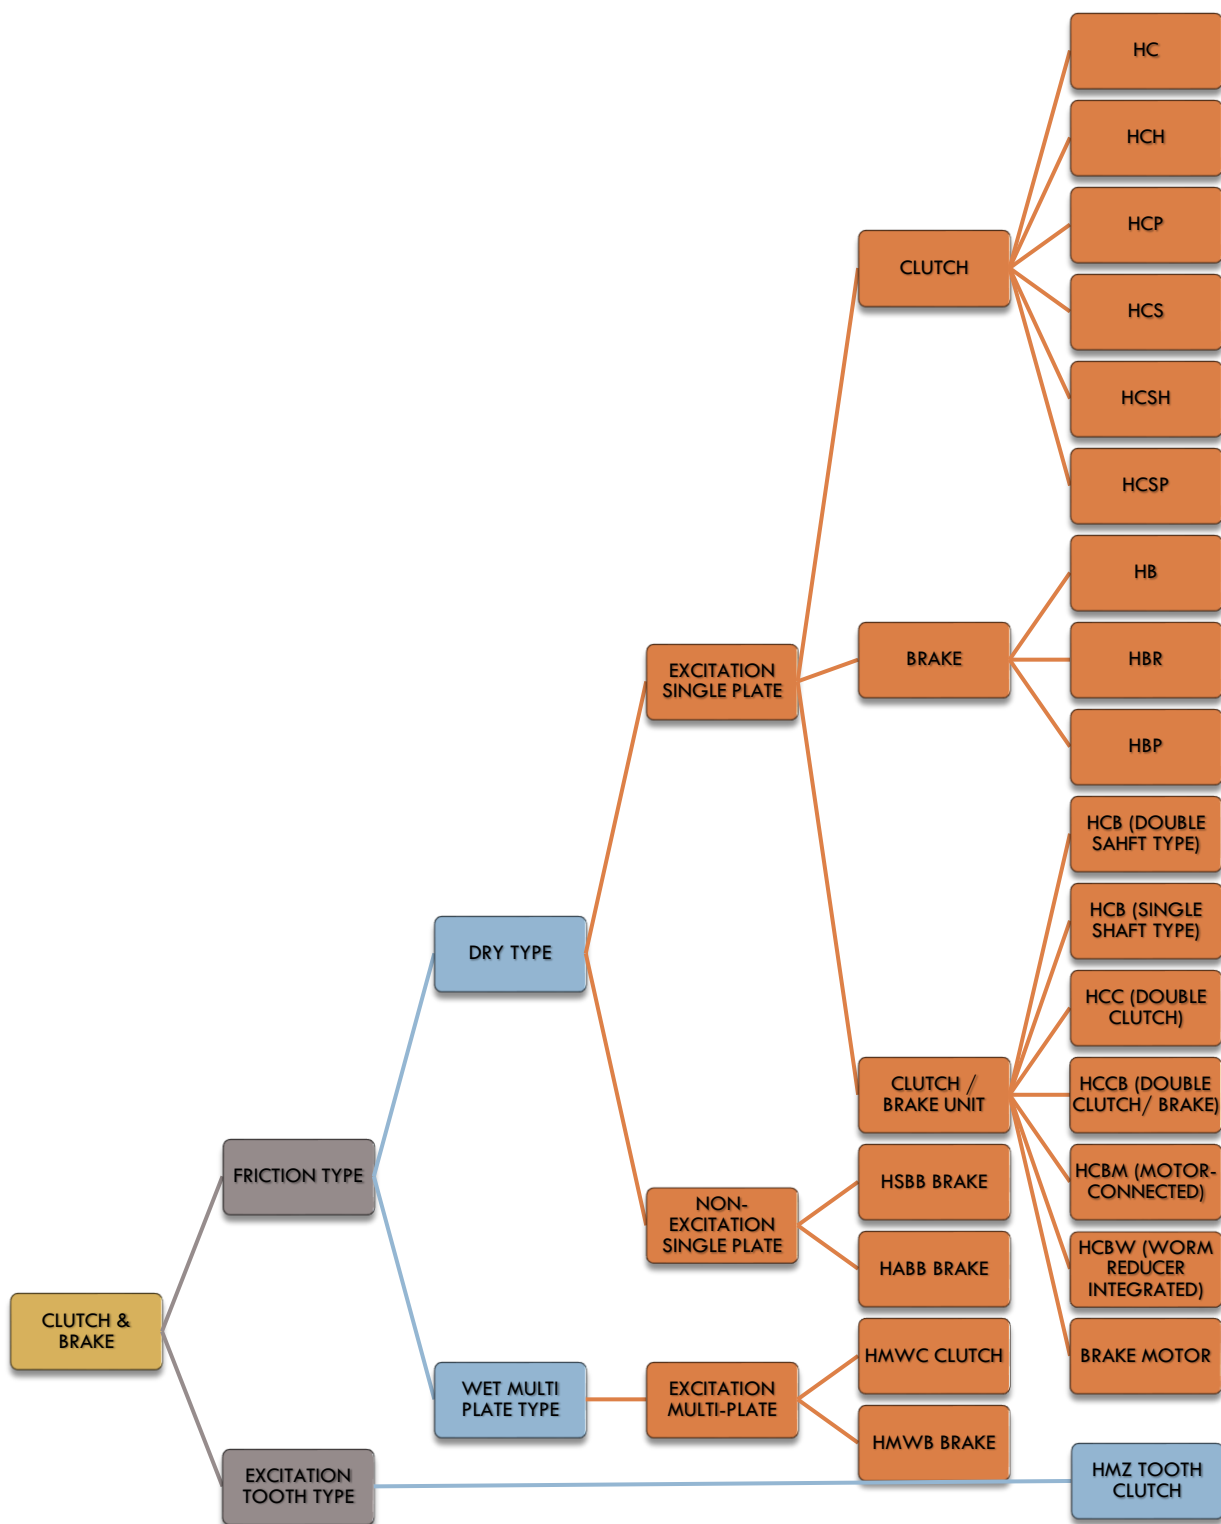 CLUTCH &
BRAKE
FRICTION TYPE
EXCITATION
TOOTH TYPE
DRY TYPE
WET MULTI
PLATE TYPE
EXCITATION
SINGLE PLATE
NON-
EXCITATION
SINGLE PLATE
EXCITATION
MULTI-PLATE
CLUTCH
BRAKE
CLUTCH /
BRAKE UNIT
HSBB BRAKE
HABB BRAKE
HMWC CLUTCH
HMWB BRAKE
HC
HCH
HCP
HCS
HCSH
HCSP
HB
HBR
HBP
HCB (DOUBLE
SAHFT TYPE)
HCB (SINGLE
SHAFT TYPE)
HCC (DOUBLE
CLUTCH)
HCCB (DOUBLE
CLUTCH/ BRAKE)
HCBM (MOTOR-
CONNECTED)
HCBW (WORM
REDUCER
INTEGRATED)
BRAKE MOTOR
HMZ TOOTH
CLUTCH